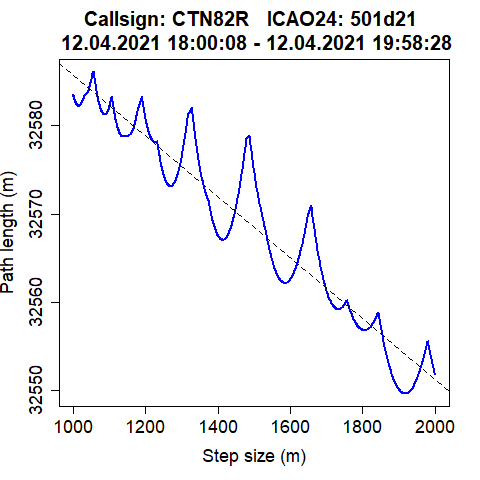 Callsign: CTN82R   ICAO24: 501d21
12.04.2021 18:00:08 - 12.04.2021 19:58:28
Path length (m)
32580
32570
32560
32550
1000
1200
1400
1600
1800
2000
Step size (m)